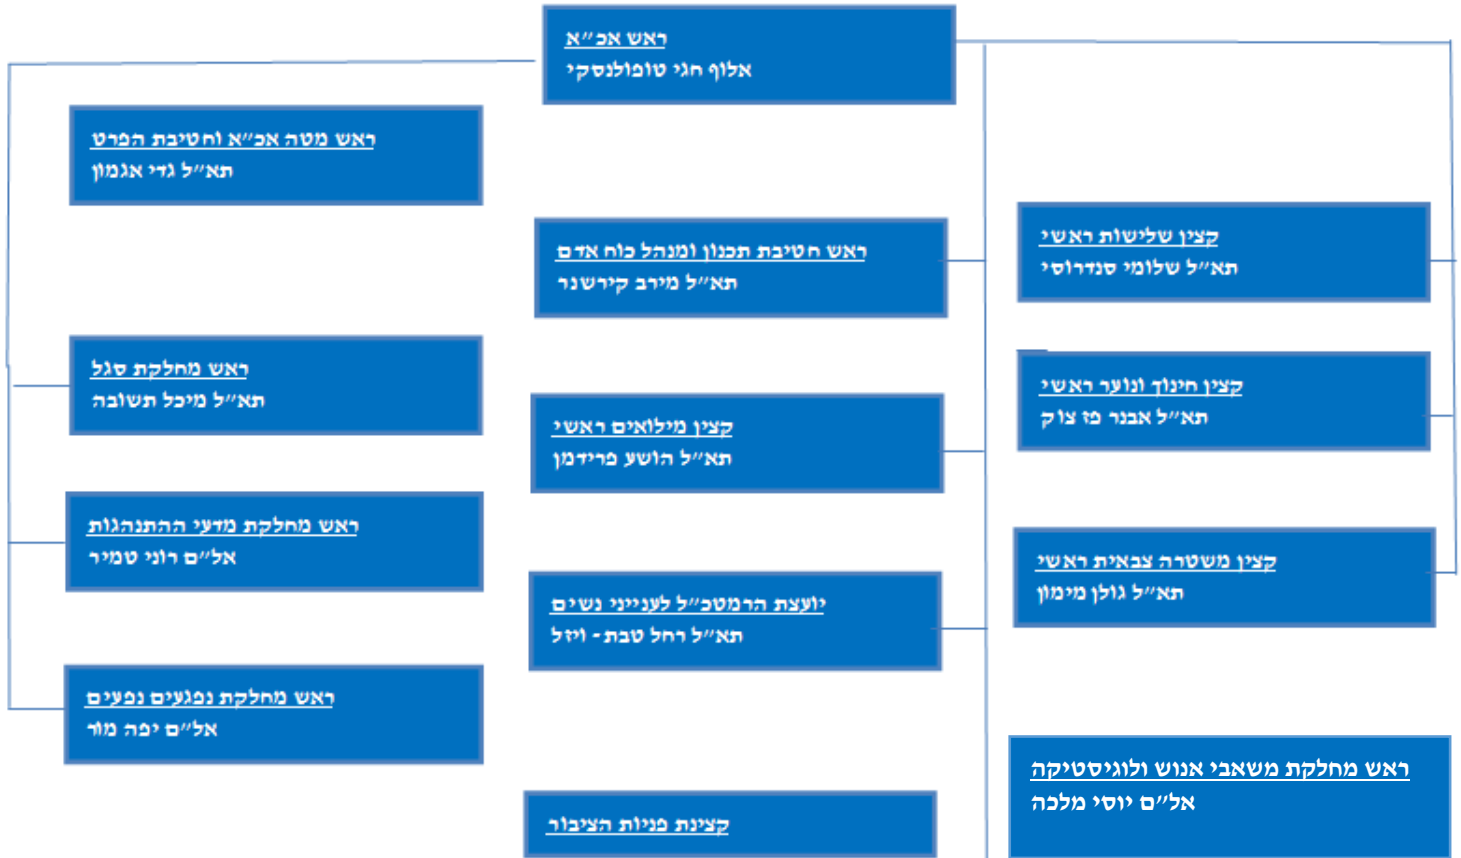 ראש אכ״א
אלוף חגי טופולנסקי
ראש מטה אכ״א וחטיבת הפרט
תא״ל גדי אגמון
ראש חטיבת תכנון ומנהל כוח אדם
תא״ל מירב קירשנר
קצין שלישות ראשי
תא״ל שלומי סנדרוסי
ראש מחלקת סגל
תא״ל מיכל תשובה
קצין מילואים ראשי
תא״ל הושע פרידמן
קצין חינוך ונוער ראשי
תא״ל אבנר פז צוק
ראש מחלקת מדעי ההתנהגות
אל״ם רוני טמיר
יועצת הרמטכ״ל לענייני נשים
תא״ל רחל טבת - ויזל
קצין משטרה צבאית ראשי
תא״ל גולן מימון
ראש מחלקת נפגעים נפעים
אל״ם יפה מור
ראש מחלקת משאבי אנוש ולוגיסטיקה
אל״ם יוסי מלכה
קצינת פניות הציבור